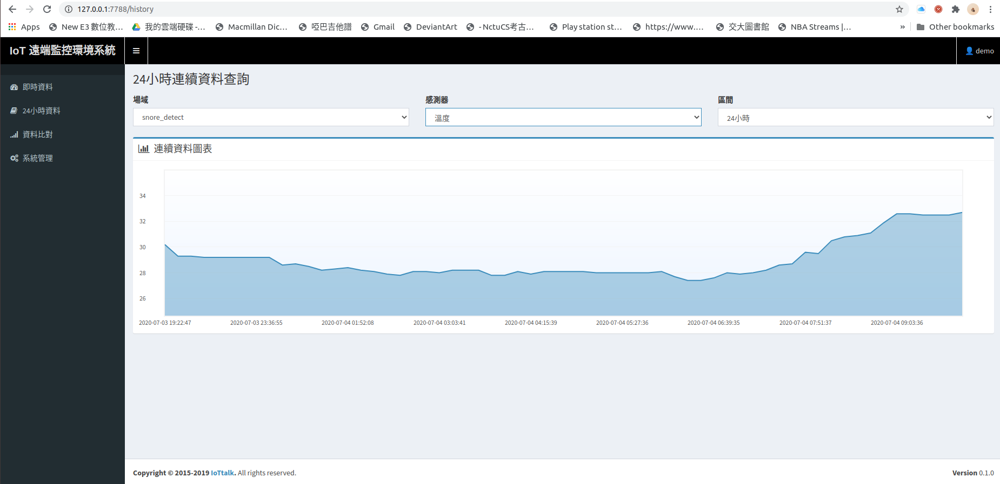 127.0.0.1:7788/history
Apps New E3 數位教… 我的雲端硬碟 -… Macmillan Dic… 啞巴吉他譜 Gmail DeviantArt - NctuCS考古… Play station st… https://www.… 交大圖書館 NBA Streams |… » Other bookmarks
IoT 遠端監控環境系統 demo
即時資料
24小時資料
資料比對
系統管理
24小時連續資料查詢
場域 感測器 區間
snore_detect 溫度 24小時
連續資料圖表
34
32
30
28
26
2020-07-03 19:22:47 2020-07-03 23:36:55 2020-07-04 01:52:08 2020-07-04 03:03:41 2020-07-04 04:15:39 2020-07-04 05:27:36 2020-07-04 06:39:35 2020-07-04 07:51:37 2020-07-04 09:03:36
Copyright © 2015-2019 IoTtalk. All rights reserved. Version 0.1.0